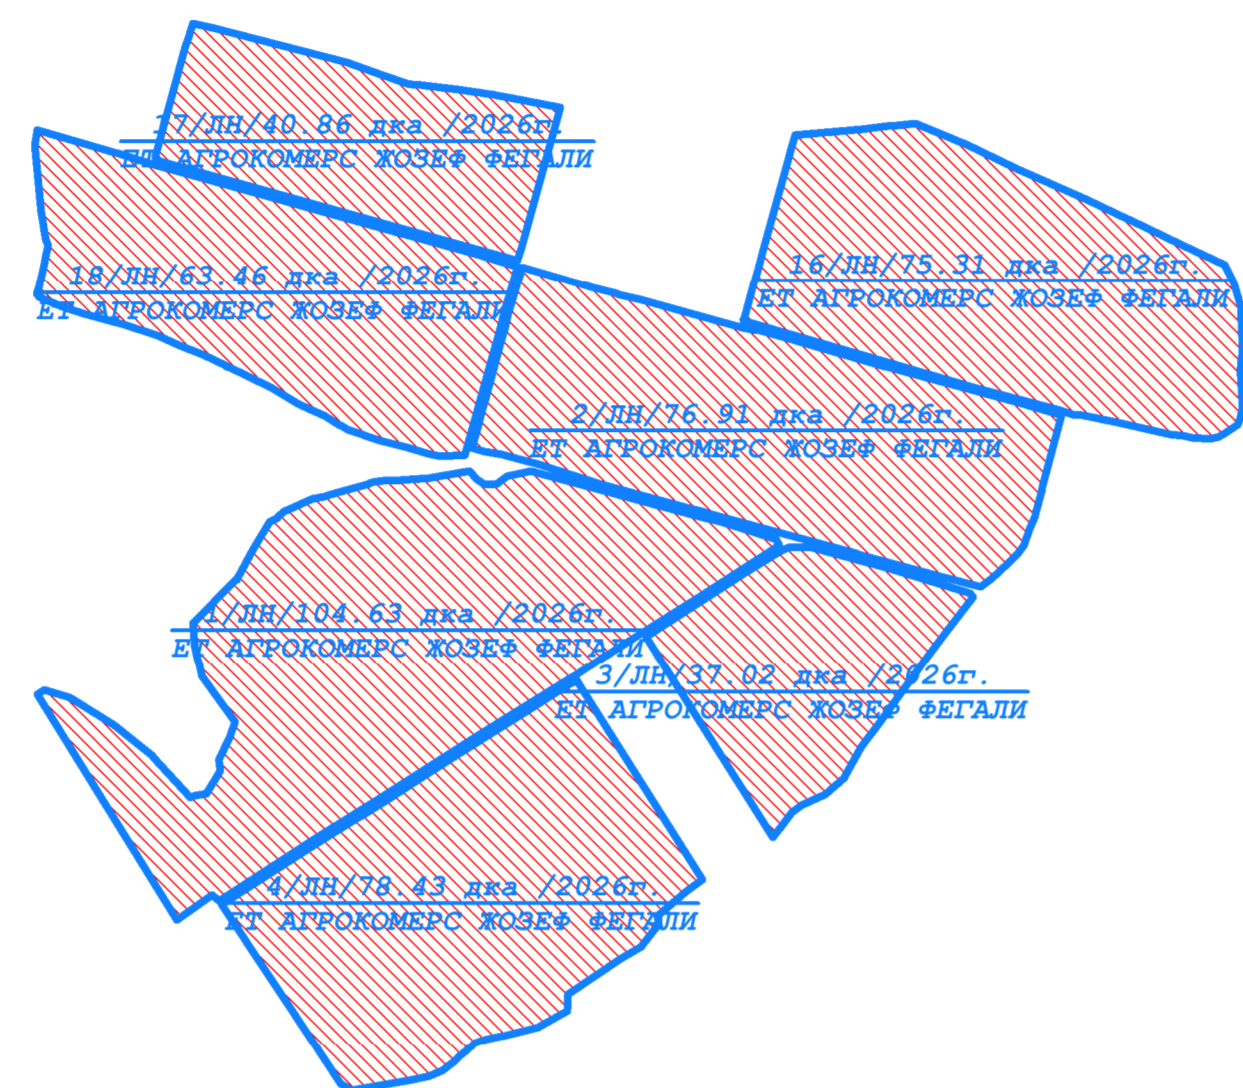 17/ЛН/40.86 дка /2026г.
ЕТ АГРОКОМЕРС ЖОЗЕФ ФЕГАЛИ
16/ЛН/75.31 дка /2026г.
ЕТ АГРОКОМЕРС ЖОЗЕФ ФЕГАЛИ
18/ЛН/63.46 дка /2026г.
ЕТ АГРОКОМЕРС ЖОЗЕФ ФЕГАЛИ
2/ЛН/76.91 дка /2026г.
ЕТ АГРОКОМЕРС ЖОЗЕФ ФЕГАЛИ
1/ЛН/104.63 дка /2026г.
ЕТ АГРОКОМЕРС ЖОЗЕФ ФЕГАЛИ
3/ЛН/37.02 дка /2026г.
ЕТ АГРОКОМЕРС ЖОЗЕФ ФЕГАЛИ
4/ЛН/78.43 дка /2026г.
ЕТ АГРОКОМЕРС ЖОЗЕФ ФЕГАЛИ